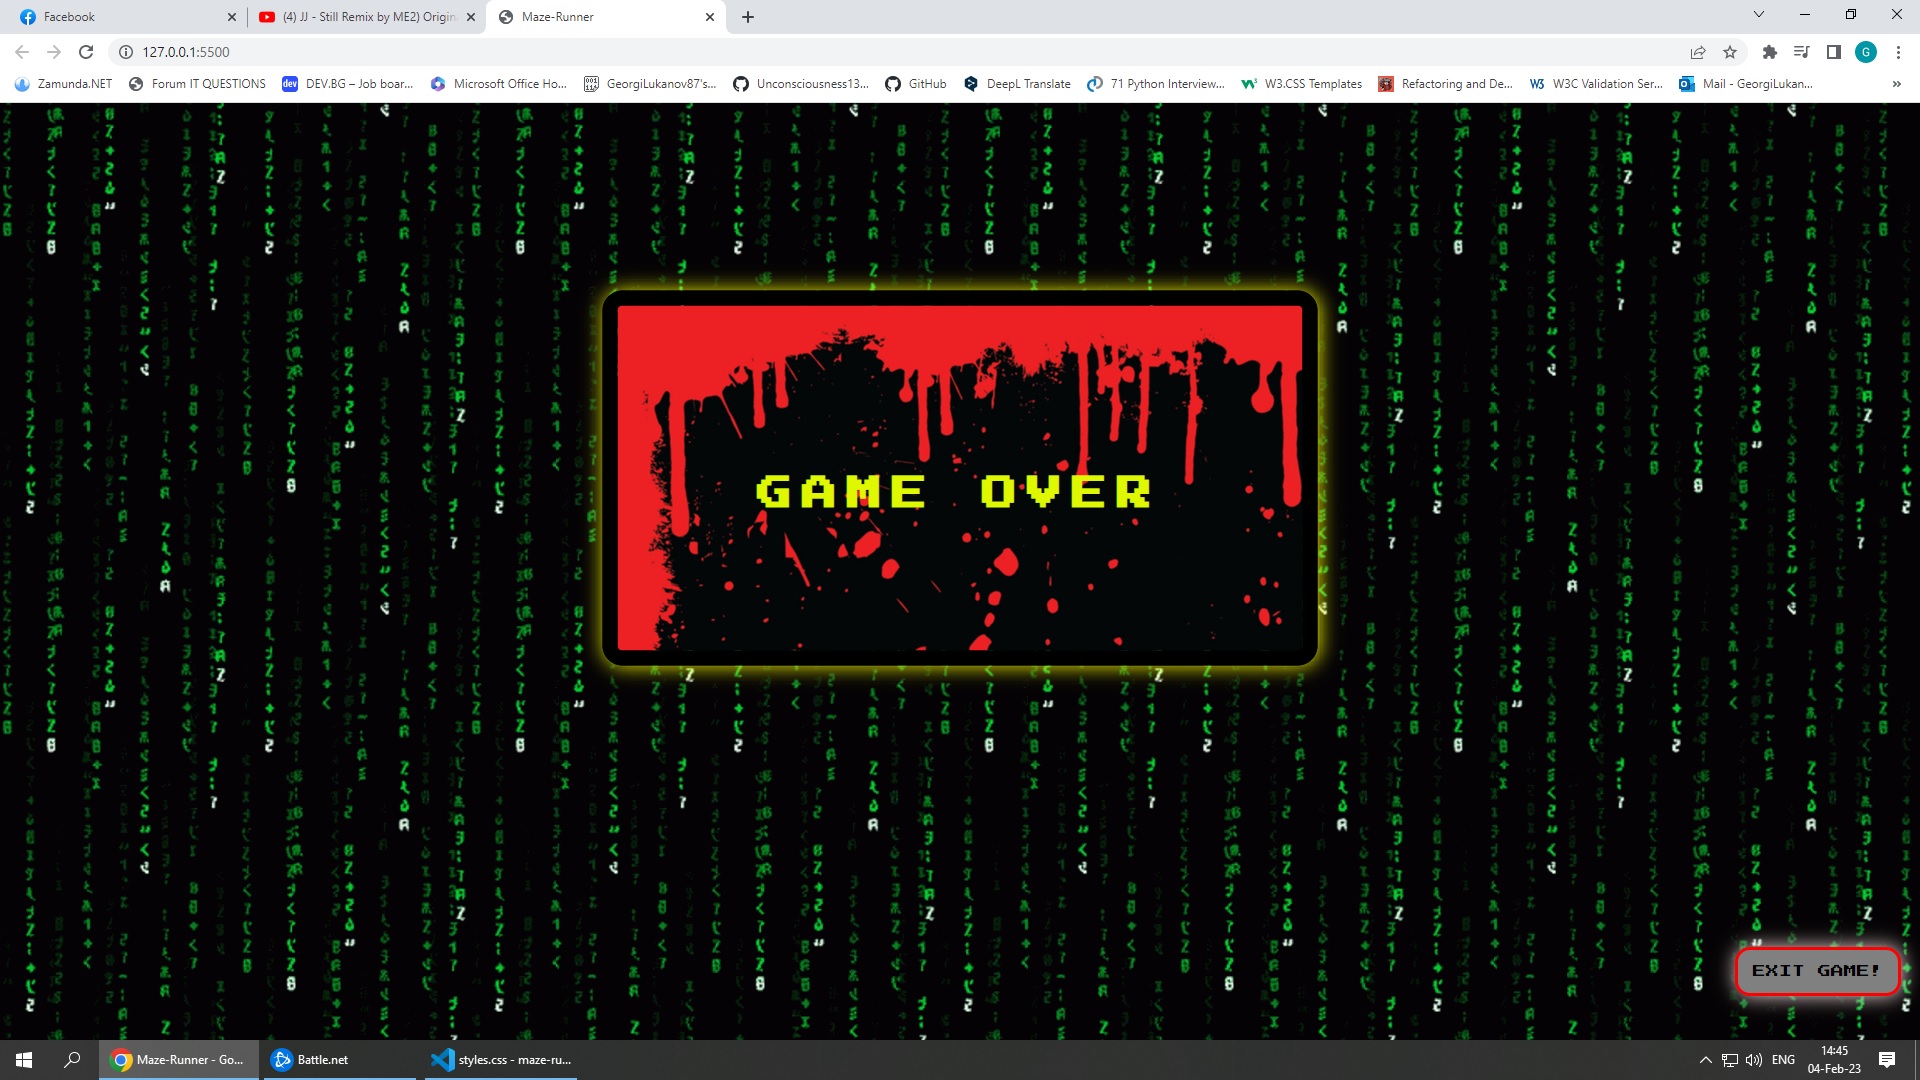 Facebook
(4) JJ - Still Remix by ME2) Origin
Maze-Runner
127.0.0.1:5500
G
Zamunda.NET
Forum IT QUESTIONS
DEV.BG – Job boar...
Microsoft Office Ho...
GeorgiLukanov87's...
Unconsciousness13...
GitHub
DeepL Translate
71 Python Interview...
W3.CSS Templates
Refactoring and De...
W3C Validation Ser...
Mail - GeorgiLukan...
GAME OVER
EXIT GAME!
Maze-Runner - Go...
Battle.net
styles.css - maze-ru...
ENG
14:45
04-Feb-23